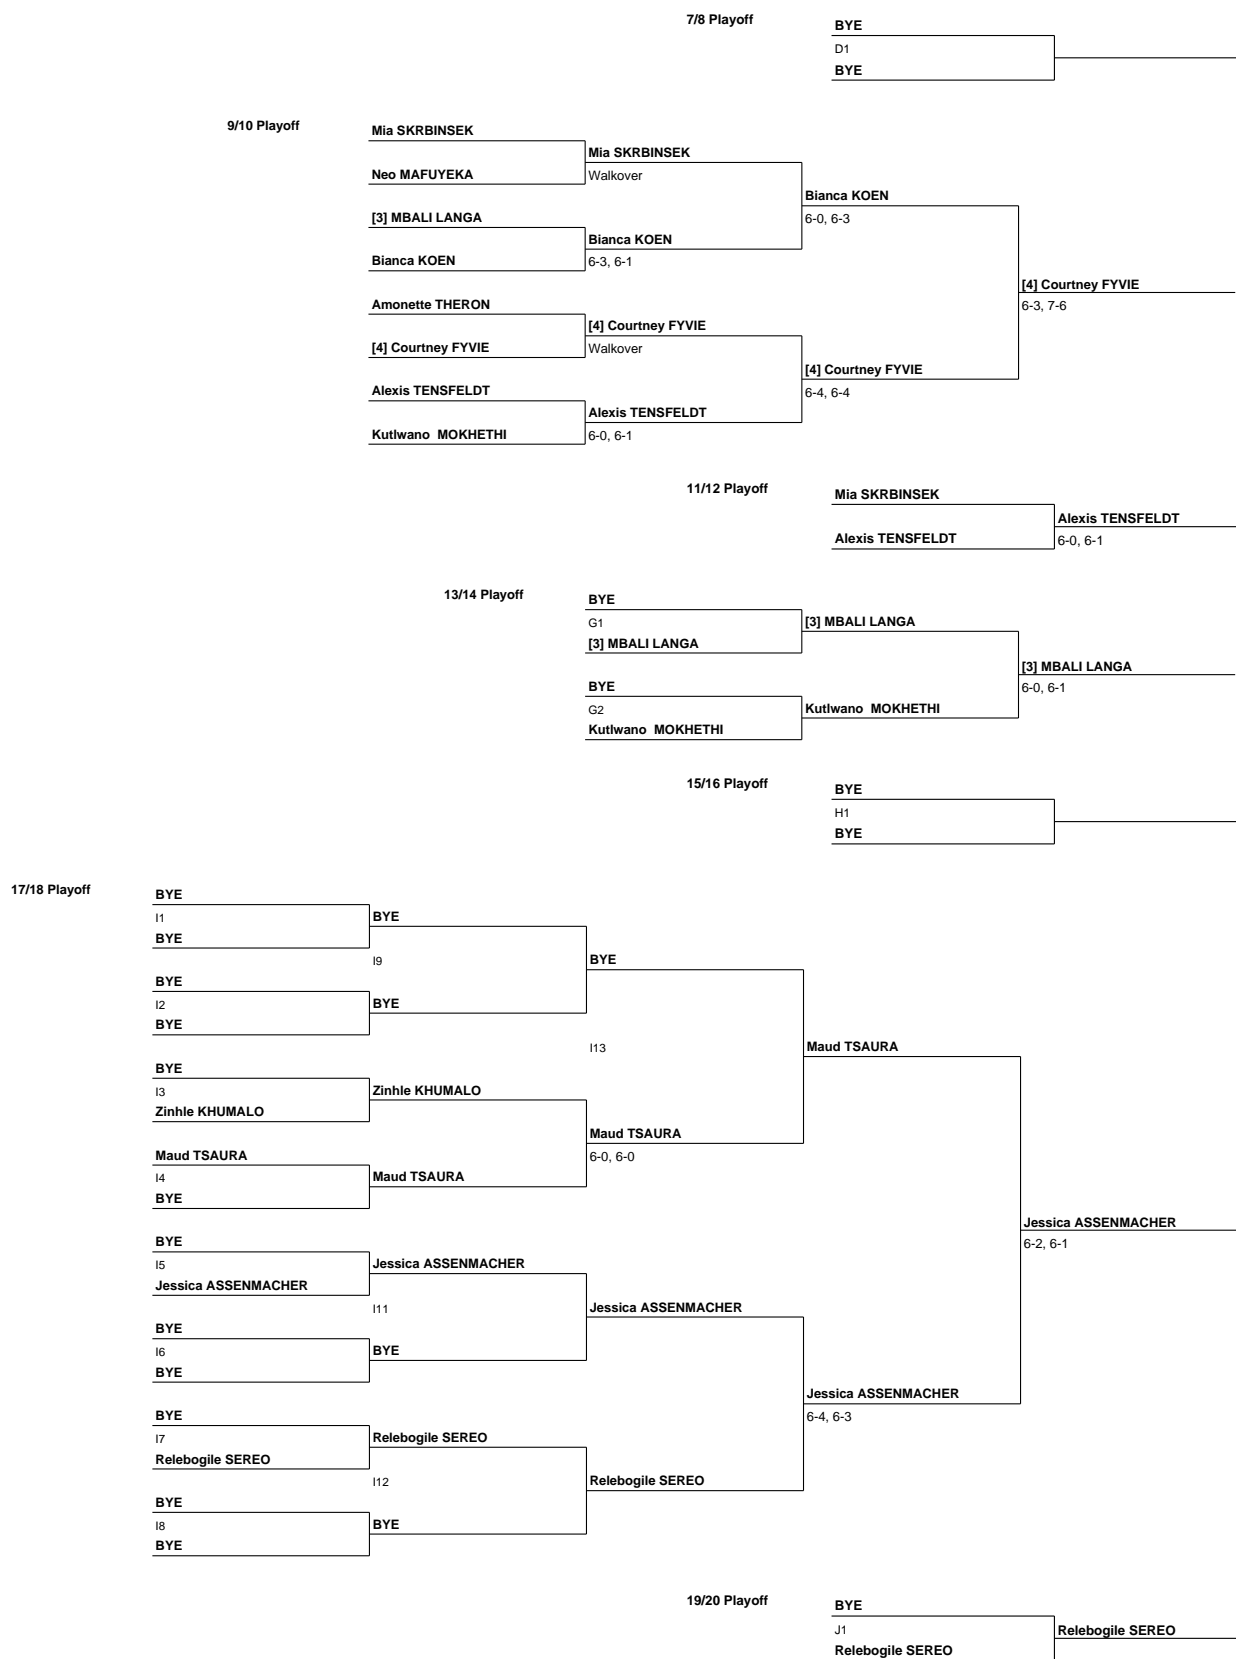 7/8 Playoff
BYE
D1
BYE
9/10 Playoff
Mia SKRBINSEK
Mia SKRBINSEK
Neo MAFUYEKA
Walkover
Bianca KOEN
[3] MBALI LANGA
6-0, 6-3
Bianca KOEN
Bianca KOEN
6-3, 6-1
[4] Courtney FYVIE
Amonette THERON
6-3, 7-6
[4] Courtney FYVIE
[4] Courtney FYVIE
Walkover
[4] Courtney FYVIE
Alexis TENSFELDT
6-4, 6-4
Alexis TENSFELDT
Kutlwano  MOKHETHI
6-0, 6-1
11/12 Playoff
Mia SKRBINSEK
Alexis TENSFELDT
Alexis TENSFELDT
6-0, 6-1
13/14 Playoff
BYE
G1
[3] MBALI LANGA
[3] MBALI LANGA
[3] MBALI LANGA
BYE
6-0, 6-1
G2
Kutlwano  MOKHETHI
Kutlwano  MOKHETHI
15/16 Playoff
BYE
H1
BYE
17/18 Playoff
BYE
I1
BYE
BYE
I9
BYE
BYE
I2
BYE
BYE
I13
Maud TSAURA
BYE
I3
Zinhle KHUMALO
Zinhle KHUMALO
Maud TSAURA
Maud TSAURA
6-0, 6-0
I4
Maud TSAURA
BYE
Jessica ASSENMACHER
BYE
6-2, 6-1
I5
Jessica ASSENMACHER
Jessica ASSENMACHER
I11
Jessica ASSENMACHER
BYE
I6
BYE
BYE
Jessica ASSENMACHER
BYE
6-4, 6-3
I7
Relebogile SEREO
Relebogile SEREO
I12
Relebogile SEREO
BYE
I8
BYE
BYE
19/20 Playoff
BYE
J1
Relebogile SEREO
Relebogile SEREO